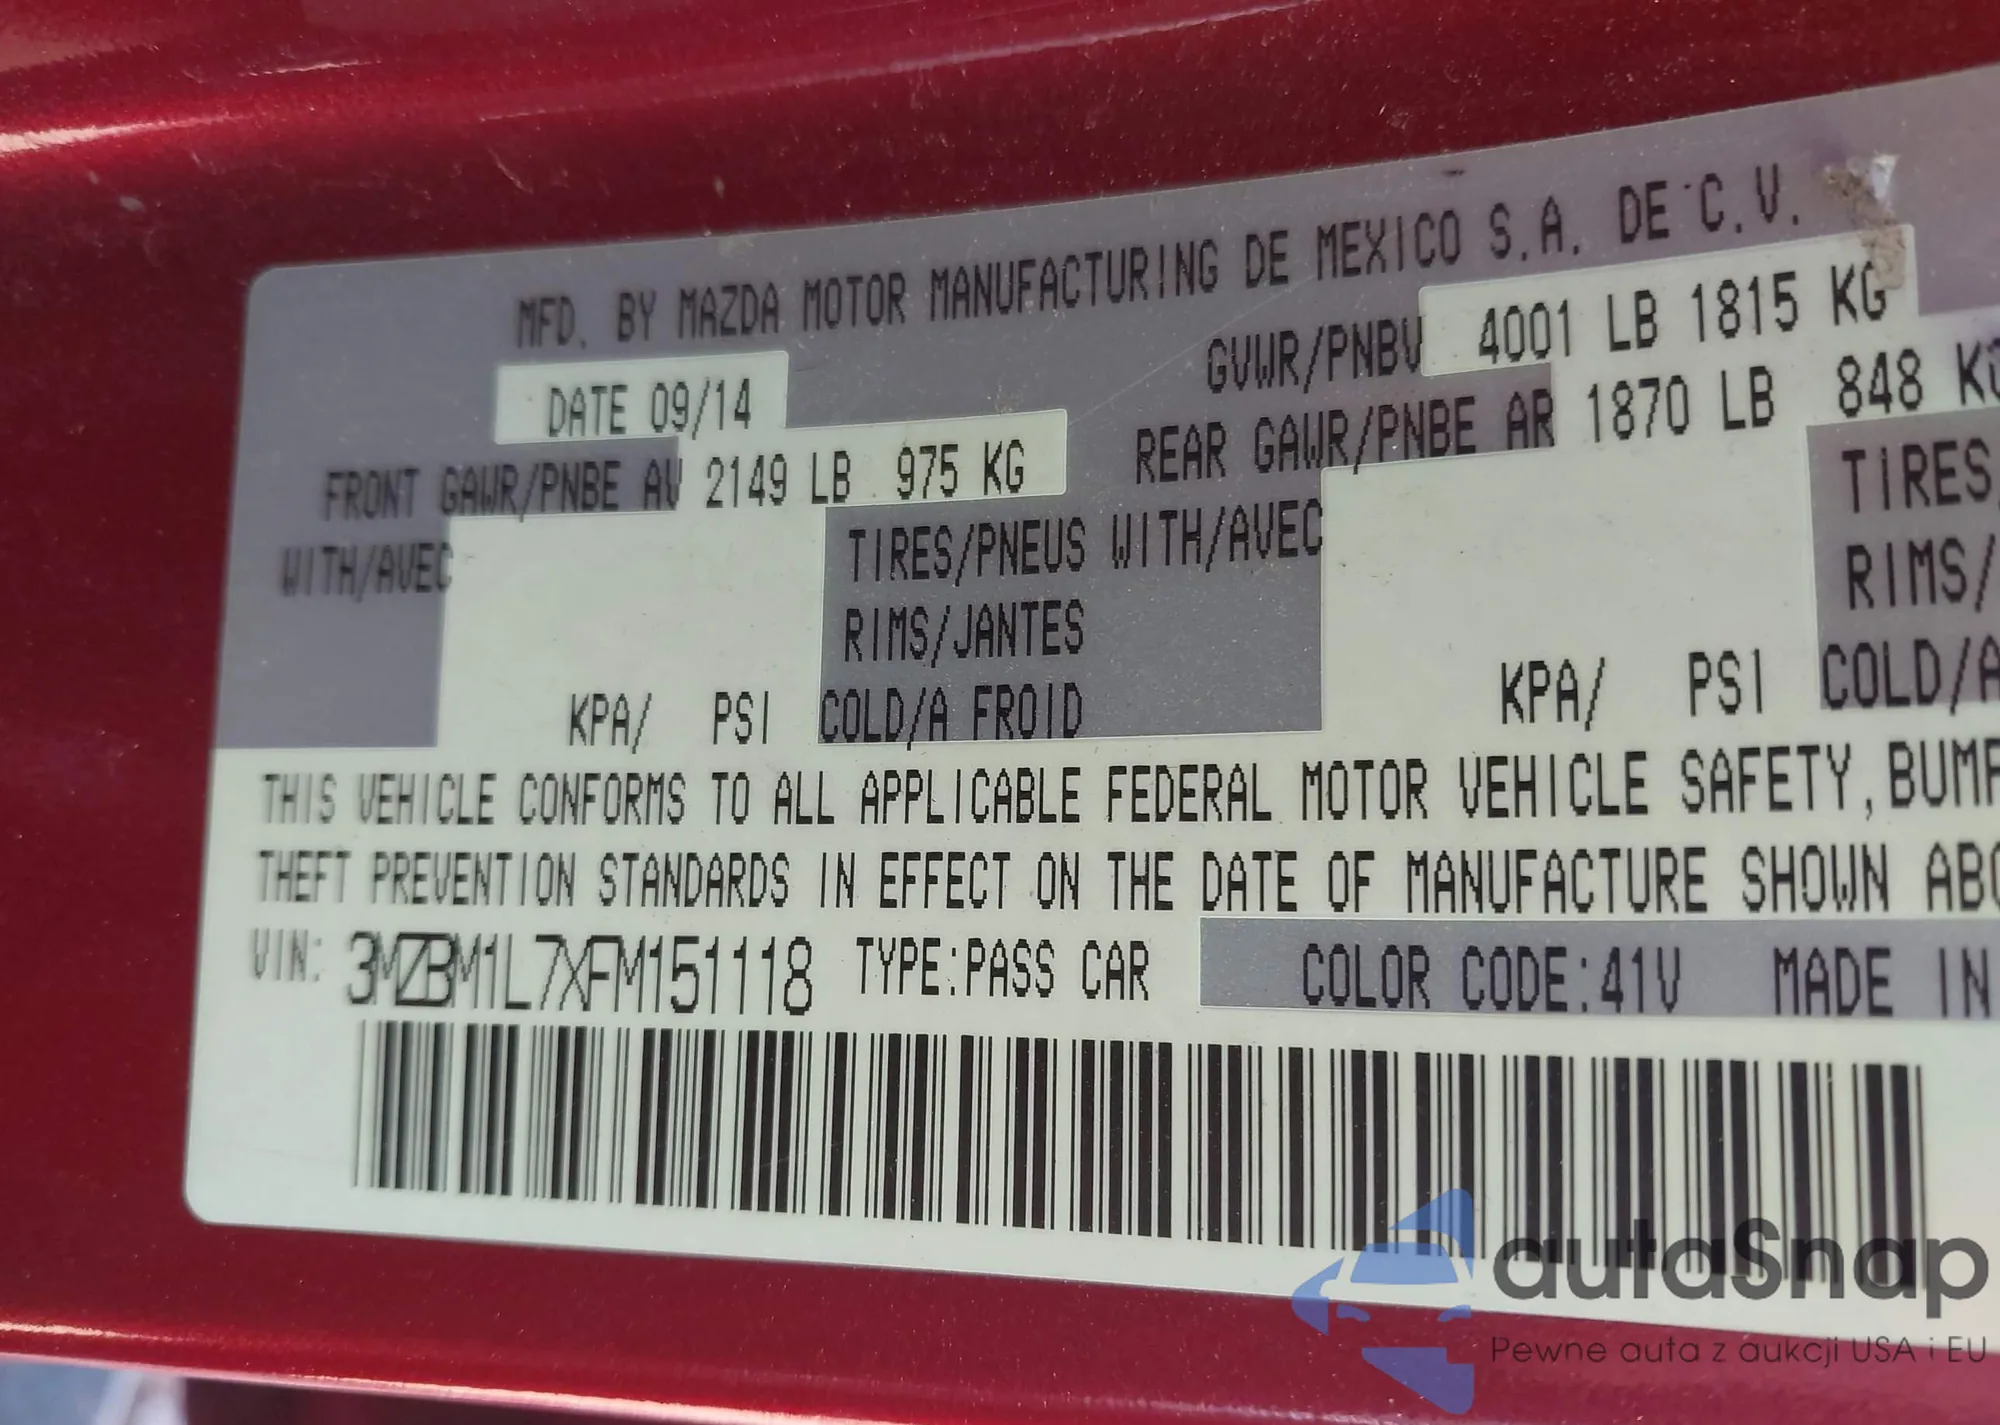 MFD. BY MAZDA MOTOR MANUFACTURING DE MEXICO S.A. DE C.V.
DATE 09/14 GVWR/PNBV 4001 LB 1815 KG
FRONT GAWR/PNBE AV 2149 LB 975 KG REAR GAWR/PNBE AR 1870 LB 848 KG
WITH/AVEC TIRES/PNEUS WITH/AVEC TIRES/
RIMS/JANTES RIMS/
KPA/ PSI COLD/A FROID KPA/ PSI COLD/A
THIS VEHICLE CONFORMS TO ALL APPLICABLE FEDERAL MOTOR VEHICLE SAFETY, BUMP
THEFT PREVENTION STANDARDS IN EFFECT ON THE DATE OF MANUFACTURE SHOWN ABO
VIN: 3MZBM1L7XFM151118 TYPE:PASS CAR COLOR CODE:41V MADE IN
autaSnap
Pewne auta z aukcji USA i EU